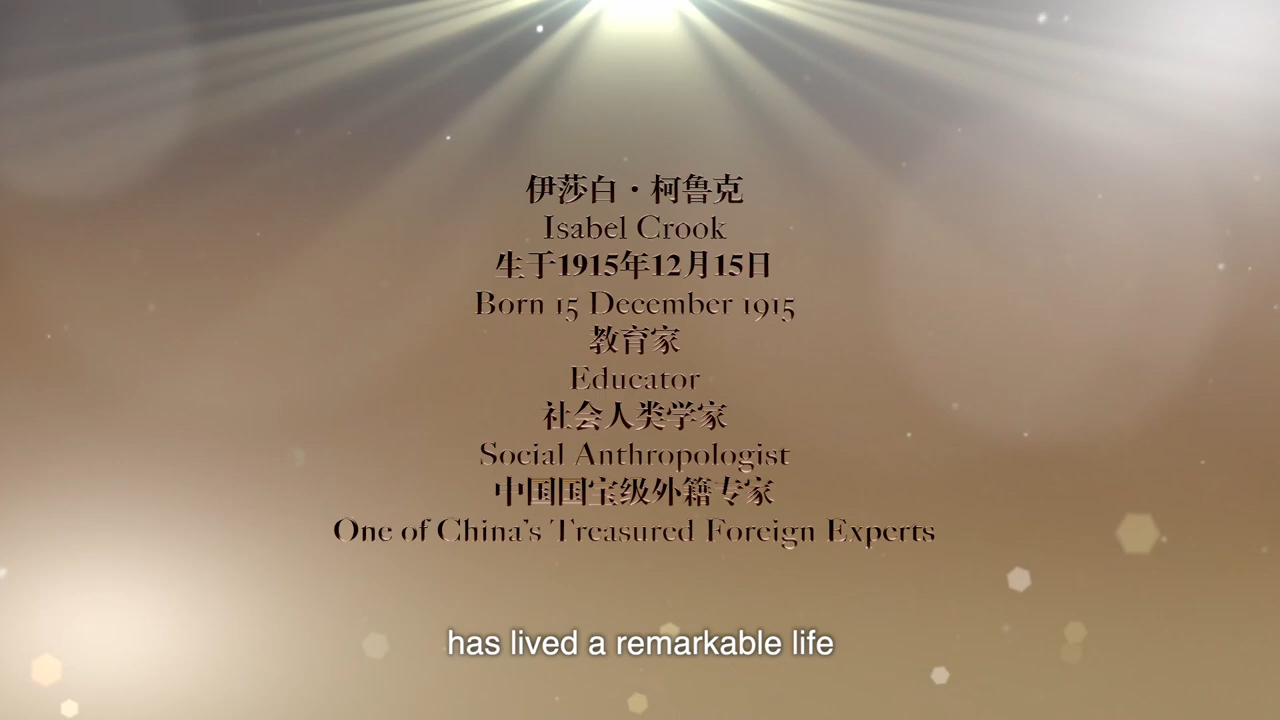 伊莎白·柯鲁克
Isabel Crook
生于1915年12月15日
Born 15 December 1915
教育家
Educator
社会人类学家
Social Anthropologist
中国国宝级外籍专家
One of China's Treasured Foreign Experts
has lived a remarkable life